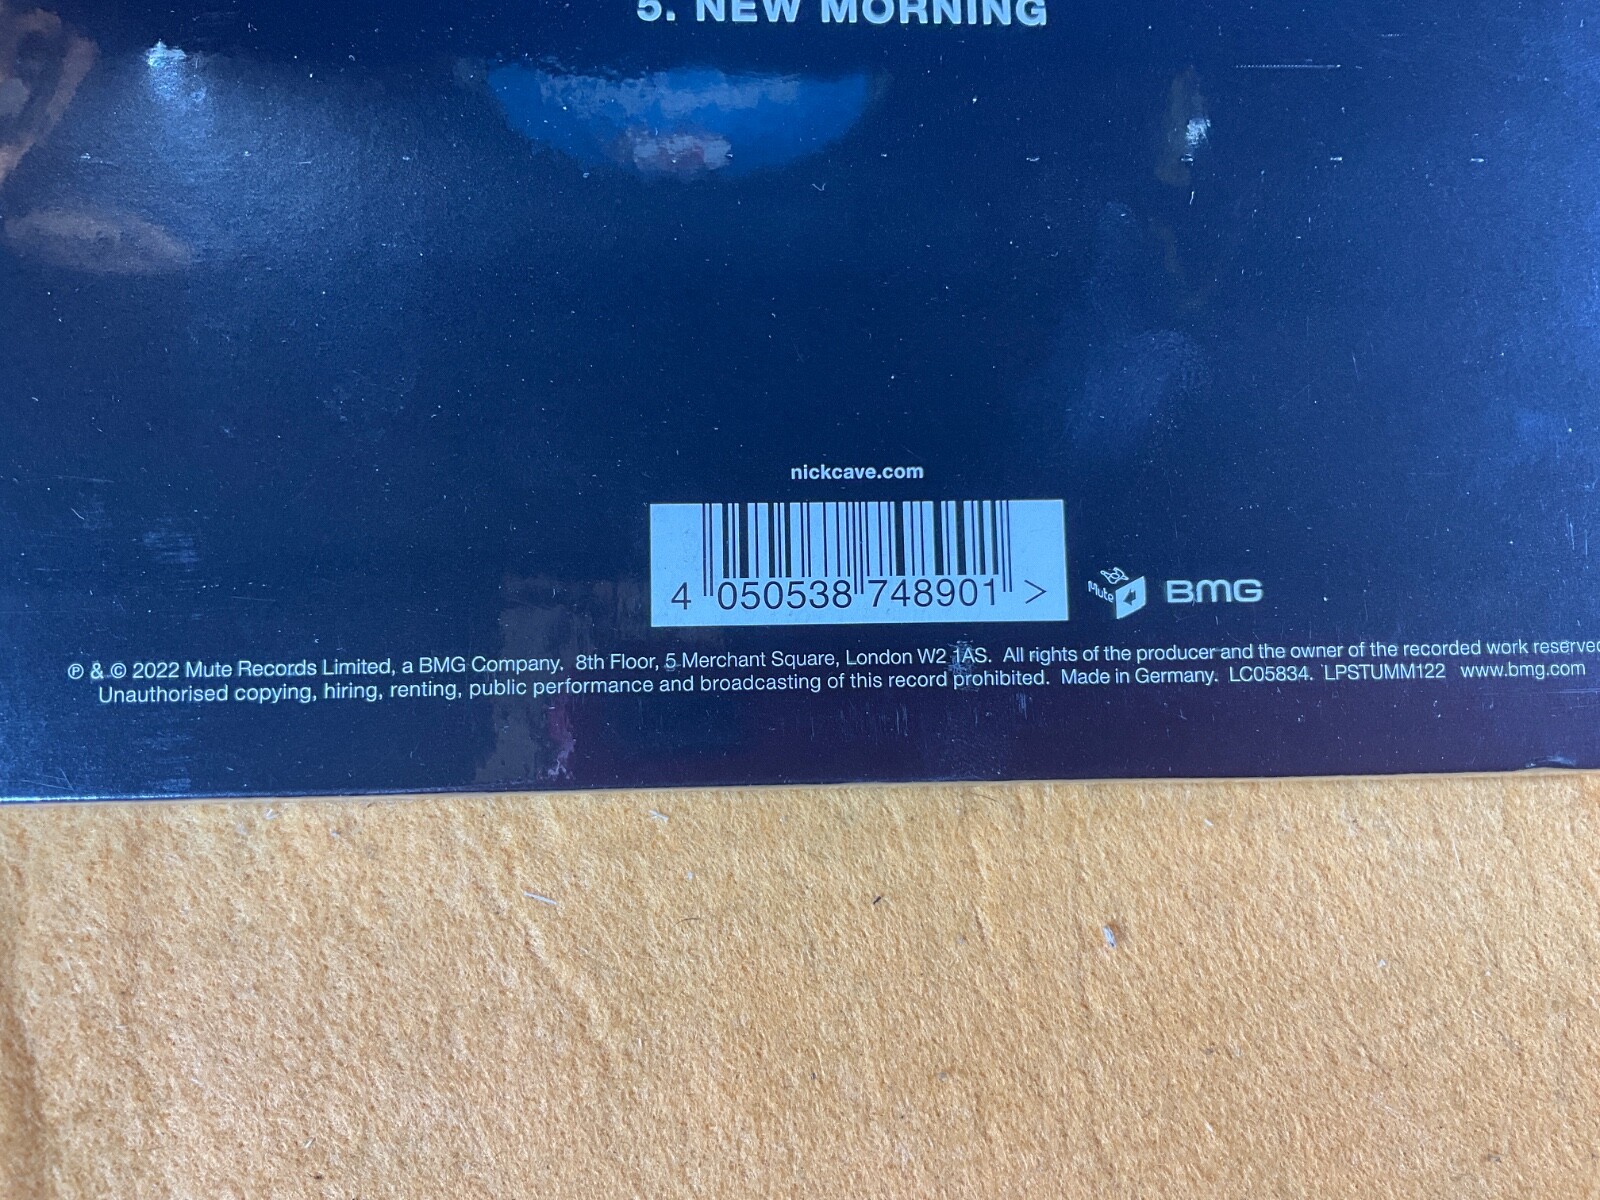 5. NEW MORNING
nickcave.com
4 050538 748901 >
Mute BMG
℗ & © 2022 Mute Records Limited, a BMG Company. 8th Floor, 5 Merchant Square, London W2 1AS. All rights of the producer and the owner of the recorded work reserved
Unauthorised copying, hiring, renting, public performance and broadcasting of this record prohibited. Made in Germany. LC05834. LPSTUMM122 www.bmg.com